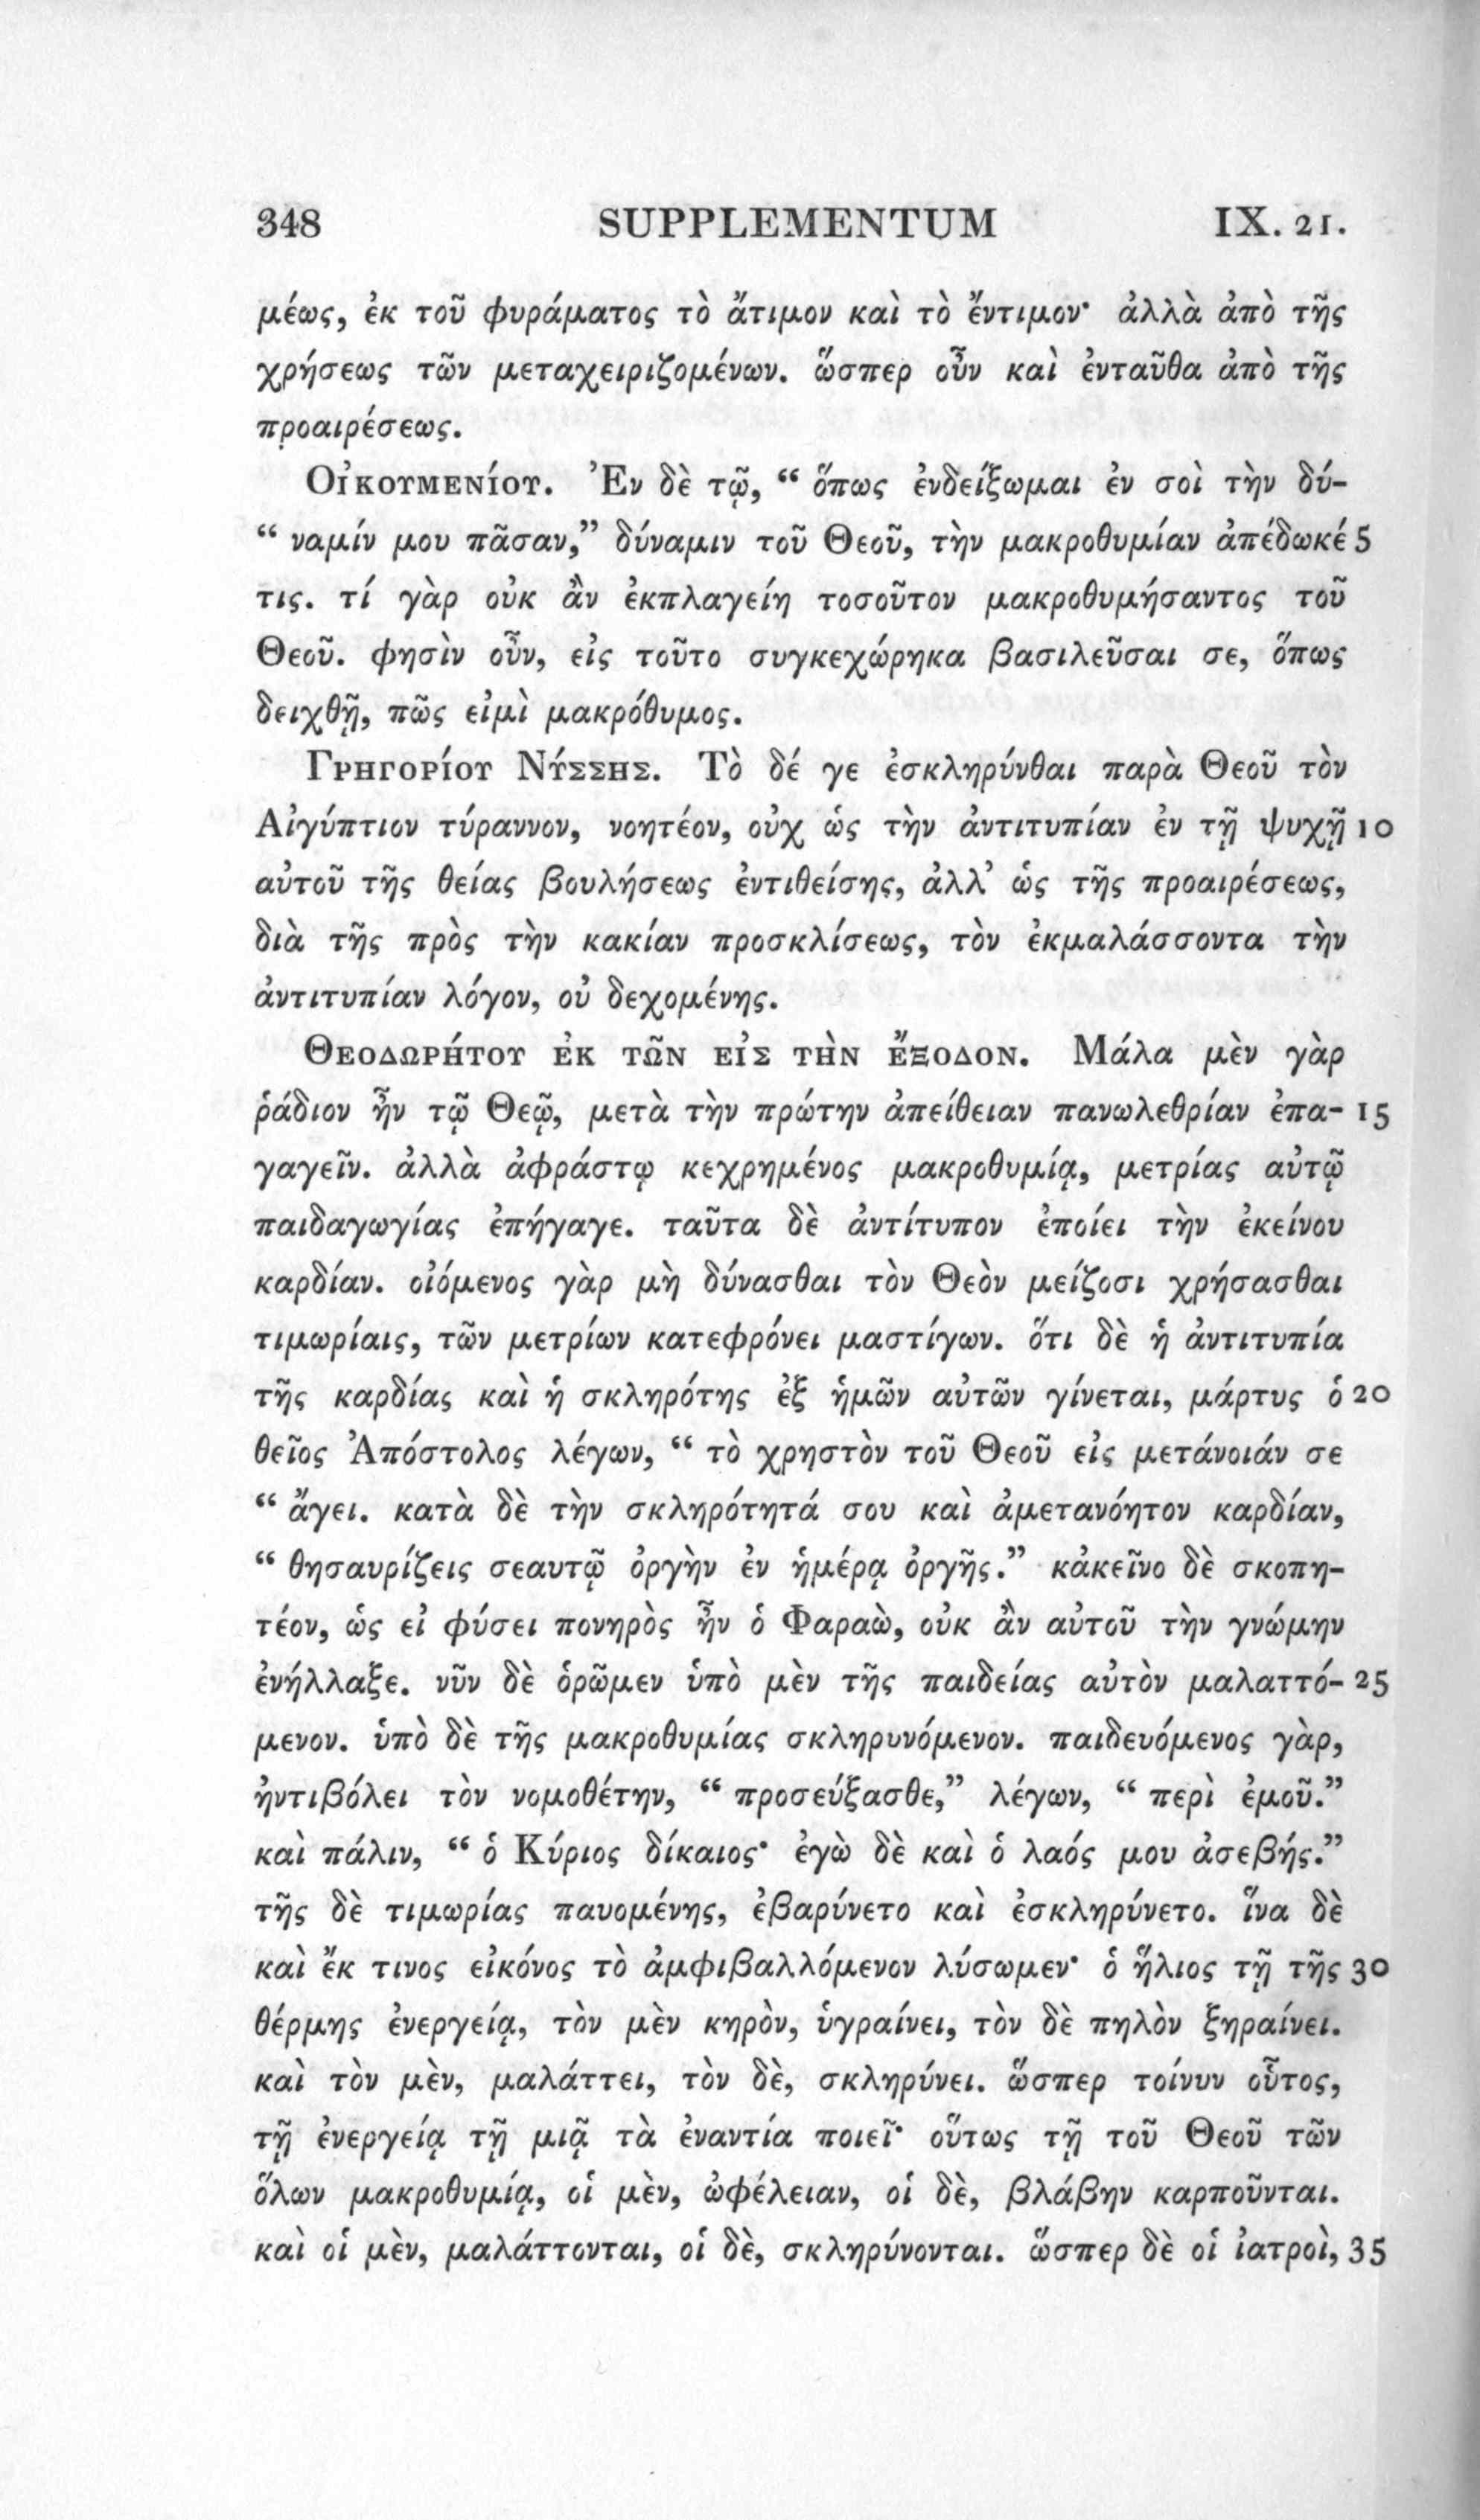 348 SUPPLEMENTUM IX. 21.
μέως, ἐκ τοῦ φυράματος τὸ ἄτιμον καὶ τὸ ἔντιμον· ἀλλὰ ἀπὸ τῆς
χρήσεως τῶν μεταχειριζομένων. ὥσπερ οὖν καὶ ἐνταῦθα ἀπὸ τῆς
προαιρέσεως.
Οἰκουμενίου. Ἐν δὲ τῷ, “ ὅπως ἐνδείξωμαι ἐν σοὶ τὴν δύ-
“ ναμίν μου πᾶσαν,” δύναμιν τοῦ Θεοῦ, τὴν μακροθυμίαν ἀπέδωκέ 5
τις. τί γὰρ οὐκ ἂν ἐκπλαγείη τοσοῦτον μακροθυμήσαντος τοῦ
Θεοῦ. φησὶν οὖν, εἰς τοῦτο συγκεχώρηκα βασιλεῦσαι σε, ὅπως
δειχθῇ, πῶς εἰμὶ μακρόθυμος.
Γρηγορίου Νύσσης. Τὸ δέ γε ἐσκληρύνθαι παρὰ Θεοῦ τὸν
Αἰγύπτιον τύραννον, νοητέον, οὐχ ὡς τὴν ἀντιτυπίαν ἐν τῇ ψυχῇ 10
αὐτοῦ τῆς θείας βουλήσεως ἐντιθείσης, ἀλλ’ ὡς τῆς προαιρέσεως,
διὰ τῆς πρὸς τὴν κακίαν προσκλίσεως, τὸν ἐκμαλάσσοντα τὴν
ἀντιτυπίαν λόγον, οὐ δεχομένης.
Θεοδωρήτου ἐκ τῶν εἰς τὴν Ἔξοδον. Μάλα μὲν γὰρ
ῥάδιον ἦν τῷ Θεῷ, μετὰ τὴν πρώτην ἀπείθειαν πανωλεθρίαν ἐπα- 15
γαγεῖν. ἀλλὰ ἀφράστῳ κεχρημένος μακροθυμίᾳ, μετρίας αὐτῷ
παιδαγωγίας ἐπήγαγε. ταῦτα δὲ ἀντίτυπον ἐποίει τὴν ἐκείνου
καρδίαν. οἰόμενος γὰρ μὴ δύνασθαι τὸν Θεὸν μείζοσι χρήσασθαι
τιμωρίαις, τῶν μετρίων κατεφρόνει μαστίγων. ὅτι δὲ ἡ ἀντιτυπία
τῆς καρδίας καὶ ἡ σκληρότης ἐξ ἡμῶν αὐτῶν γίνεται, μάρτυς ὁ 20
θεῖος Ἀπόστολος λέγων, “ τὸ χρηστὸν τοῦ Θεοῦ εἰς μετάνοιάν σε
“ ἄγει. κατὰ δὲ τὴν σκληρότητά σου καὶ ἀμετανόητον καρδίαν,
“ θησαυρίζεις σεαυτῷ ὀργὴν ἐν ἡμέρᾳ ὀργῆς.” κἀκεῖνο δὲ σκοπη-
τέον, ὡς εἰ φύσει πονηρὸς ἦν ὁ Φαραὼ, οὐκ ἂν αὐτοῦ τὴν γνώμην
ἐνήλλαξε. νῦν δὲ ὁρῶμεν ὑπὸ μὲν τῆς παιδείας αὐτὸν μαλαττό- 25
μενον. ὑπὸ δὲ τῆς μακροθυμίας σκληρυνόμενον. παιδευόμενος γὰρ,
ἠντιβόλει τὸν νομοθέτην, “ προσεύξασθε,” λέγων, “ περὶ ἐμοῦ.”
καὶ πάλιν, “ ὁ Κύριος δίκαιος· ἐγὼ δὲ καὶ ὁ λαός μου ἀσεβής.”
τῆς δὲ τιμωρίας παυομένης, ἐβαρύνετο καὶ ἐσκληρύνετο. ἵνα δὲ
καὶ ἔκ τινος εἰκόνος τὸ ἀμφιβαλλόμενον λύσωμεν· ὁ ἥλιος τῇ τῆς 30
θέρμης ἐνεργείᾳ, τὸν μὲν κηρὸν, ὑγραίνει, τὸν δὲ πηλὸν ξηραίνει.
καὶ τὸν μὲν, μαλάττει, τὸν δὲ, σκληρύνει. ὥσπερ τοίνυν οὗτος,
τῇ ἐνεργείᾳ τῇ μιᾷ τὰ ἐναντία ποιεῖ· οὕτως τῇ τοῦ Θεοῦ τῶν
ὅλων μακροθυμίᾳ, οἱ μὲν, ὠφέλειαν, οἱ δὲ, βλάβην καρποῦνται.
καὶ οἱ μὲν, μαλάττονται, οἱ δὲ, σκληρύνονται. ὥσπερ δὲ οἱ ἰατροὶ, 35